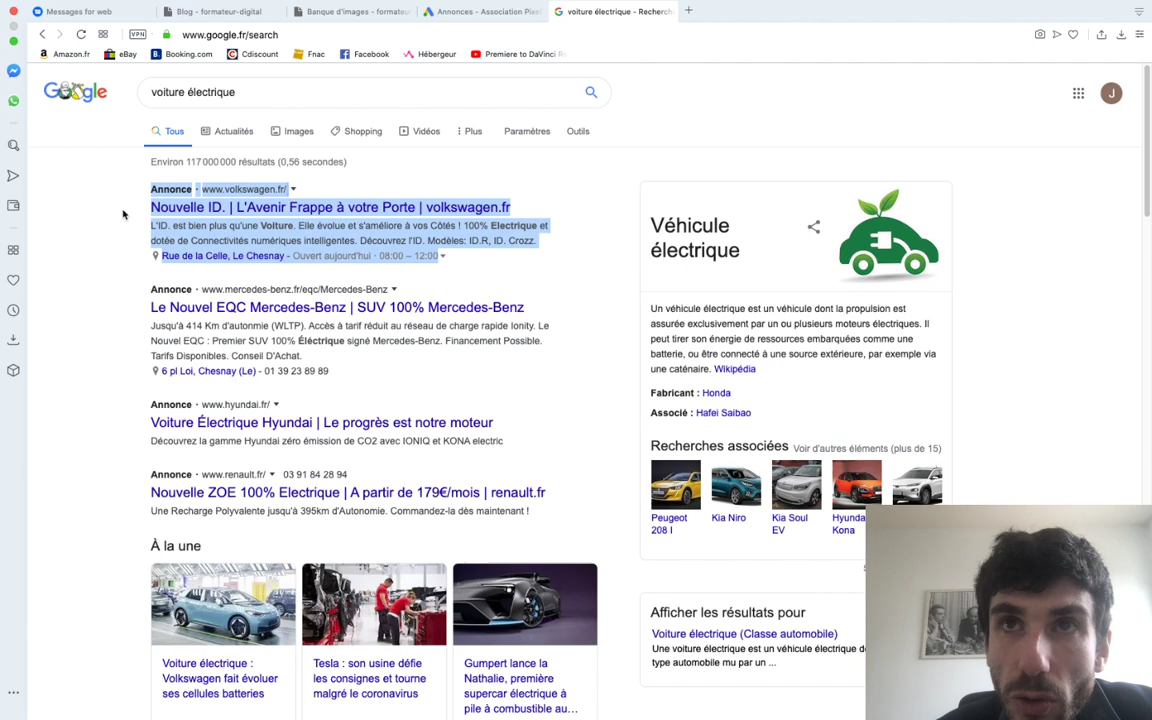 Messages for web
Blog - formateur-digital
Banque d'images - formateur
Annonces - Association Pla
voiture électrique - Recherche
VPN
www.google.fr/search
Amazon.fr
eBay
Booking.com
Cdiscount
Fnac
Facebook
Hébergeur
Premiere to DaVinci
Google
voiture électrique
J
Tous
Actualités
Images
Shopping
Vidéos
Plus
Paramètres
Outils
Environ 117 000 000 résultats (0,56 secondes)
Annonce · www.volkswagen.fr/
Nouvelle ID. | L'Avenir Frappe à votre Porte | volkswagen.fr
L'ID. est bien plus qu'une Voiture. Elle évolue et s'améliore à vos Côtés ! 100% Electrique et
dotée de Connectivités numériques intelligentes. Découvrez l'ID. Modèles: ID.R, ID. Crozz.
Rue de la Celle, Le Chesnay - Ouvert aujourd'hui · 08:00 – 12:00
Annonce · www.mercedes-benz.fr/eqc/Mercedes-Benz
Le Nouvel EQC Mercedes-Benz | SUV 100% Mercedes-Benz
Jusqu'à 414 Km d'autonmie (WLTP). Accès à tarif réduit au réseau de charge rapide Ionity. Le
Nouvel EQC : Premier SUV 100% Éléctrique signé Mercedes-Benz. Financement Possible.
Tarifs Disponibles. Conseil D'Achat.
6 pl Loi, Chesnay (Le) - 01 39 23 89 89
Annonce · www.hyundai.fr/
Voiture Électrique Hyundai | Le progrès est notre moteur
Découvrez la gamme Hyundai zéro émission de CO2 avec IONIQ et KONA electric
Annonce · www.renault.fr/ 03 91 84 28 94
Nouvelle ZOE 100% Electrique | A partir de 179€/mois | renault.fr
Une Recharge Polyvalente jusqu'à 395km d'Autonomie. Commandez-la dès maintenant !
À la une
Voiture électrique :
Volkswagen fait évoluer
ses cellules batteries
Tesla : son usine défie
les consignes et tourne
malgré le coronavirus
Gumpert lance la
Nathalie, première
supercar électrique à
pile à combustible au…
Véhicule
électrique
Un véhicule électrique est un véhicule dont la propulsion est
assurée exclusivement par un ou plusieurs moteurs électriques. Il
peut tirer son énergie de ressources embarquées comme une
batterie, ou être connecté à une source extérieure, par exemple via
une caténaire. Wikipédia
Fabricant : Honda
Associé : Hafei Saibao
Recherches associées
Voir d'autres éléments (plus de 15)
Peugeot
208 I
Kia Niro
Kia Soul
EV
Hyunda
Kona
Afficher les résultats pour
Voiture électrique (Classe automobile)
Une voiture électrique est un véhicule électrique de
type automobile mu par un ...